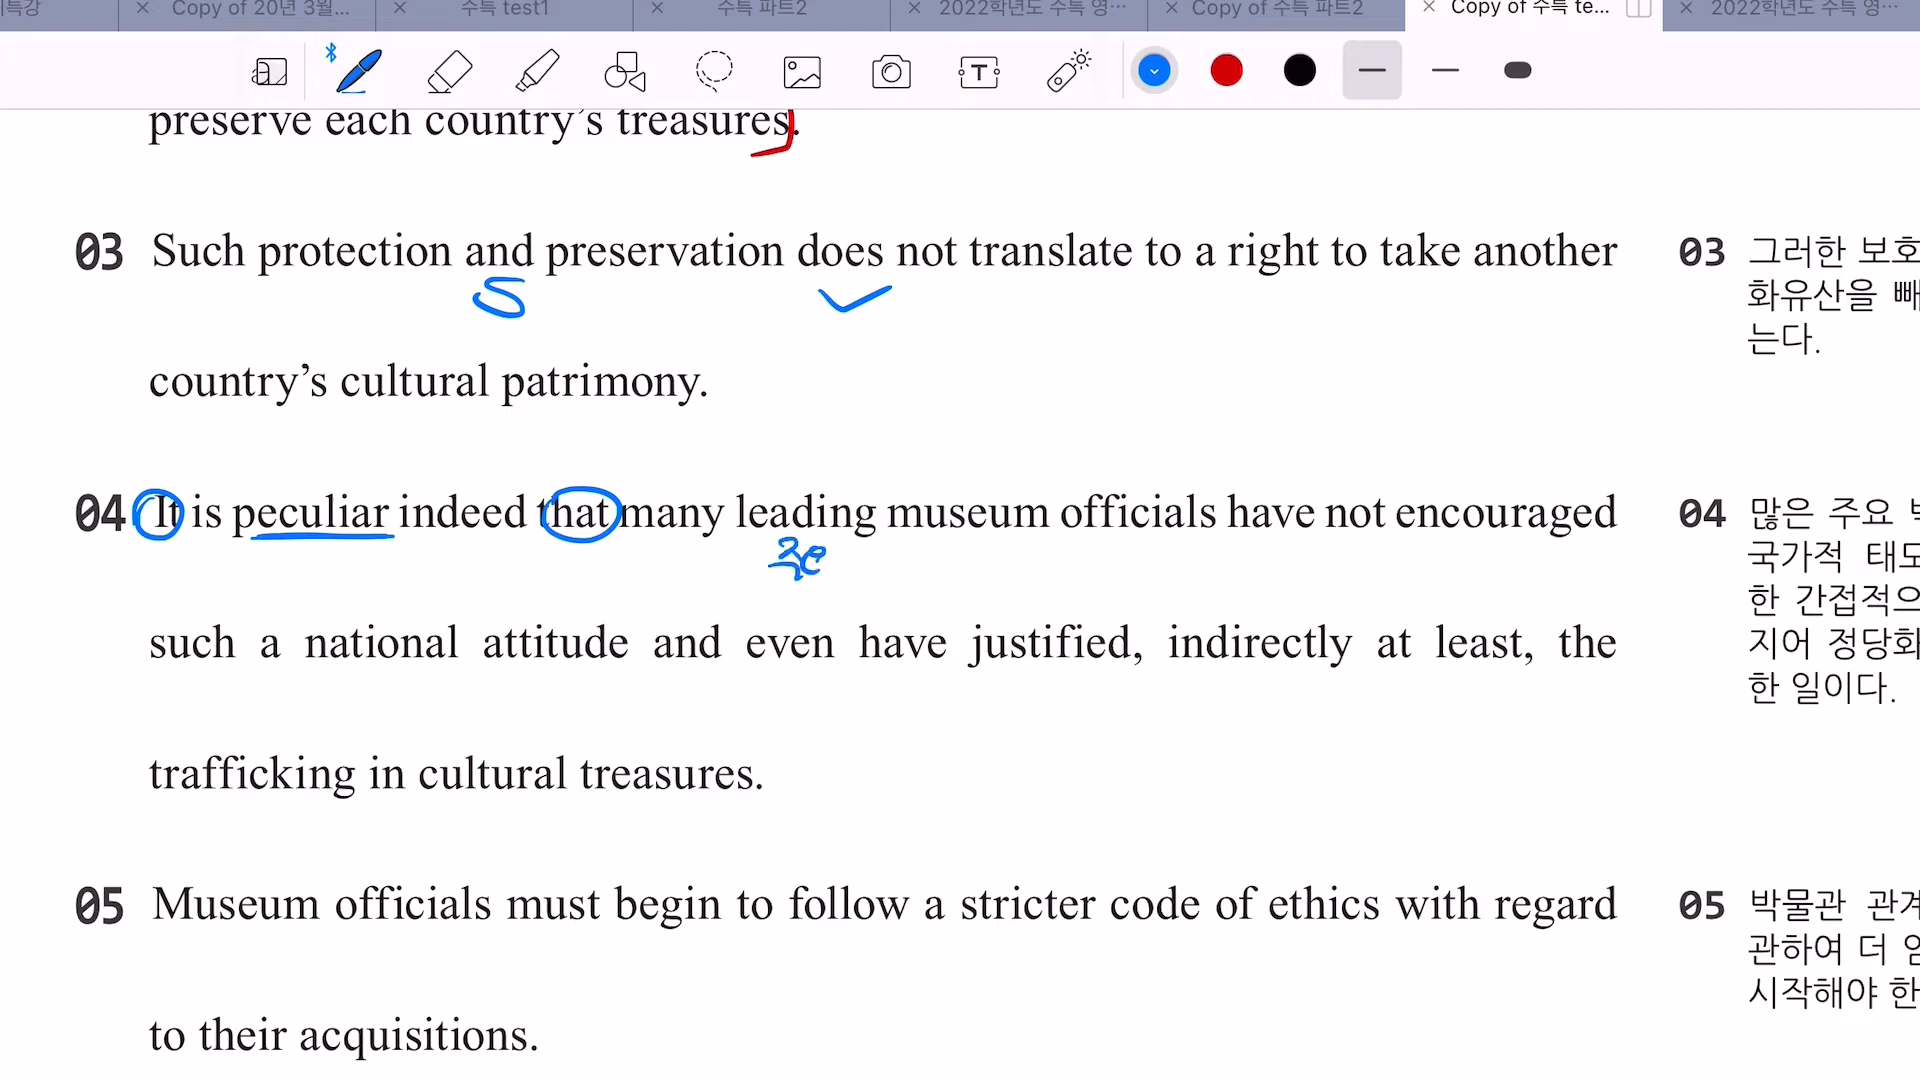 특강
Copy of 20년 3월...
수특 test1
수특 파트2
2022학년도 수특 영...
Copy of 수특 파트2
Copy of 수특 te...
2022학년도 수특 영...
preserve each country's treasures.
03 Such protection and preservation does not translate to a right to take another
S
country's cultural patrimony.
04 It is peculiar indeed that many leading museum officials have not encouraged
such a national attitude and even have justified, indirectly at least, the
trafficking in cultural treasures.
05 Museum officials must begin to follow a stricter code of ethics with regard
to their acquisitions.
03 그러한 보호
화유산을 빼
는다.
04 많은 주요
국가적 태도
한 간접적으
지어 정당화
한 일이다.
05 박물관 관계
관하여 더 엄
시작해야 한